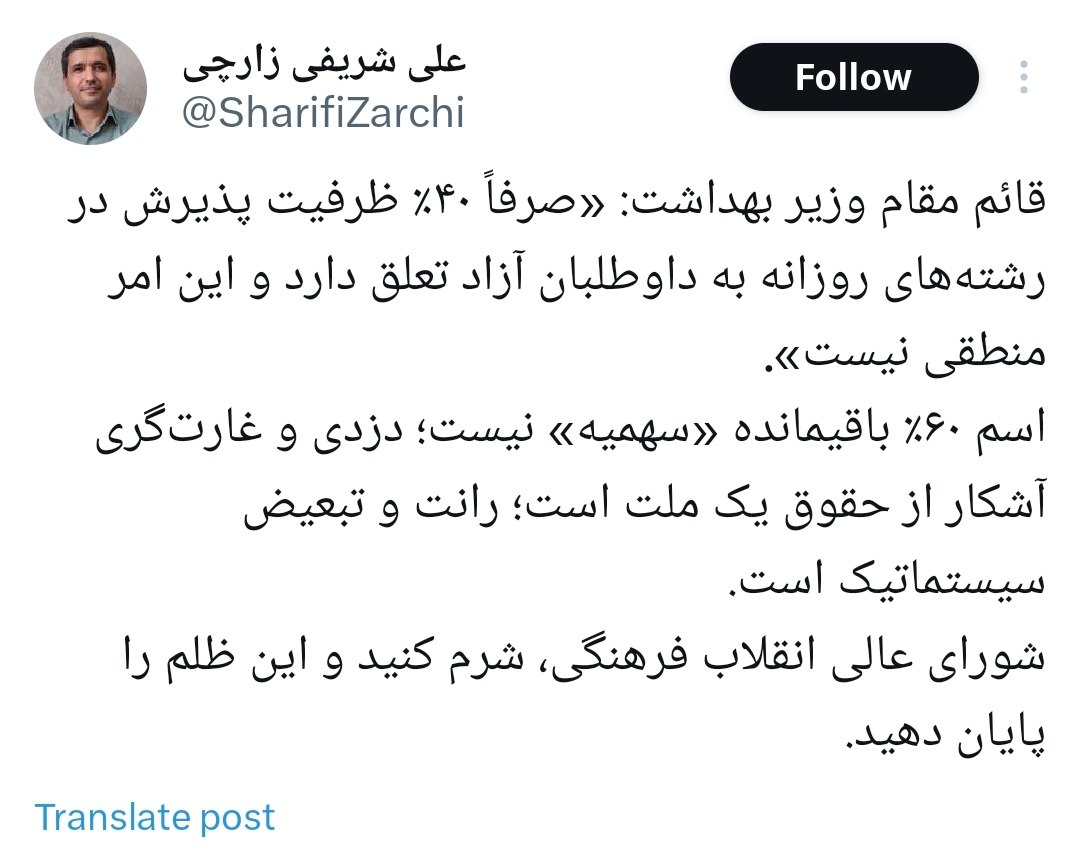 علی شریفی زارچی
@SharifiZarchi
Follow
قائم مقام وزیر بهداشت: «صرفاً ۴۰٪ ظرفیت پذیرش در
رشته‌های روزانه به داوطلبان آزاد تعلق دارد و این امر
منطقی نیست».
اسم ۶۰٪ باقیمانده «سهمیه» نیست؛ دزدی و غارت‌گری
آشکار از حقوق یک ملت است؛ رانت و تبعیض
سیستماتیک است.
شورای عالی انقلاب فرهنگی، شرم کنید و این ظلم را
پایان دهید.
Translate post